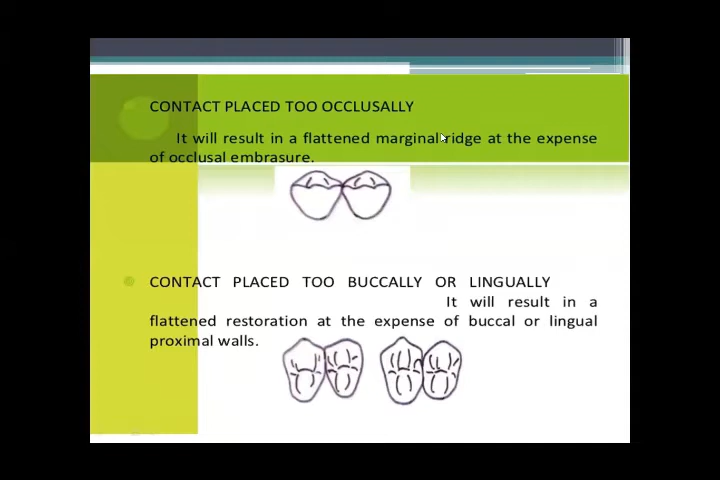 CONTACT PLACED TOO OCCLUSALLY
It will result in a flattened marginal ridge at the expense
of occlusal embrasure.
CONTACT PLACED TOO BUCCALLY OR LINGUALLY
It will result in a
flattened restoration at the expense of buccal or lingual
proximal walls.